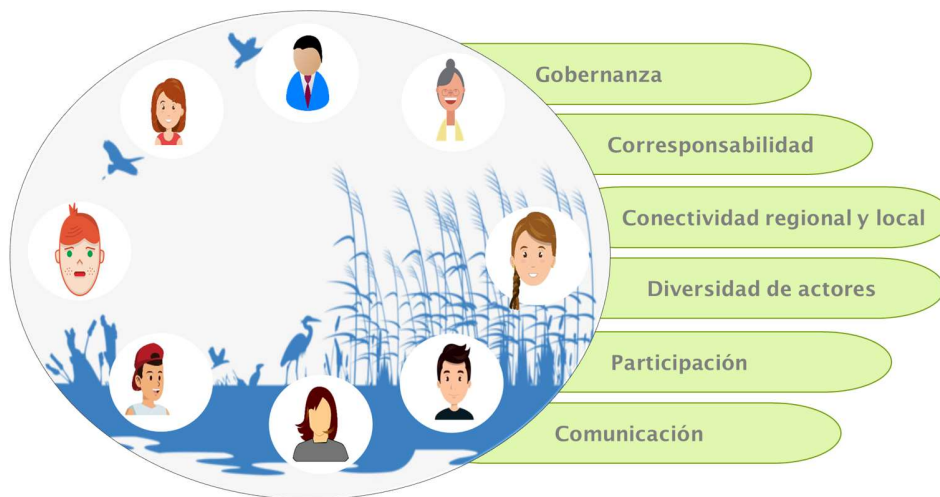 Gobernanza
Corresponsabilidad
Conectividad regional y local
Diversidad de actores
Participación
Comunicación